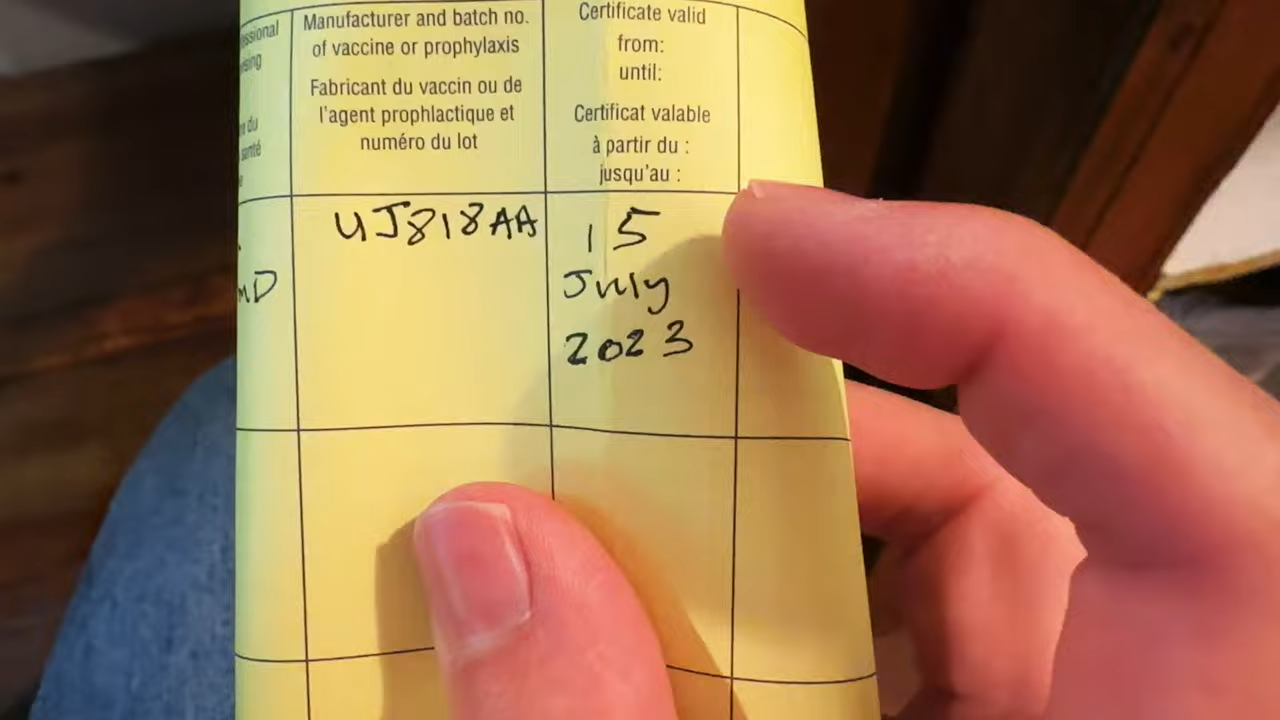 Manufacturer and batch no.
of vaccine or prophylaxis
Fabricant du vaccin ou de
l'agent prophlactique et
numéro du lot
Certificate valid
from:
until:
Certificat valable
à partir du :
jusqu'au :
UJ818AA
15
July
2023
MD